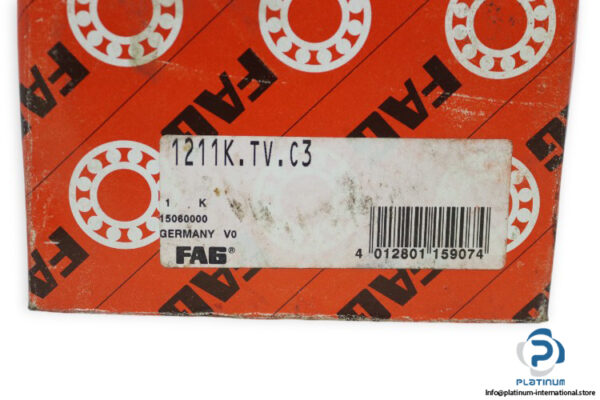 FAG
FAG
FAG
FAG
FAG
1211K.TV.C3
1 K
15060000
GERMANY V0
FAG®
4 012801 159074
PLATINUM
Info@platinum-international.store